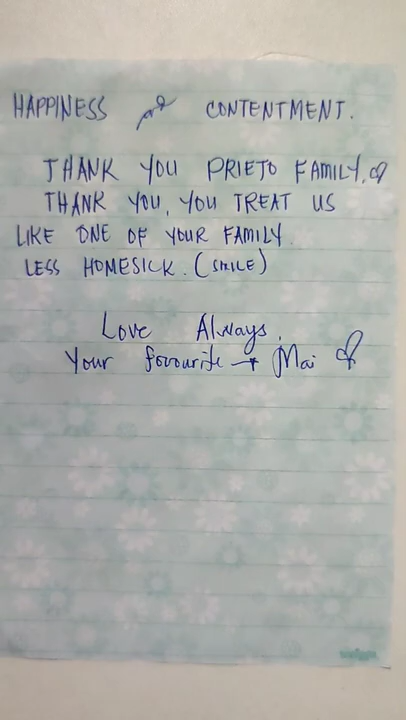 HAPPINESS CONTENTMENT.
THANK YOU PRIETO FAMILY.
THANK YOU, YOU TREAT US
LIKE ONE OF YOUR FAMILY.
LESS HOMESICK. (SMILE)
Love Always,
Your favourite → Mai